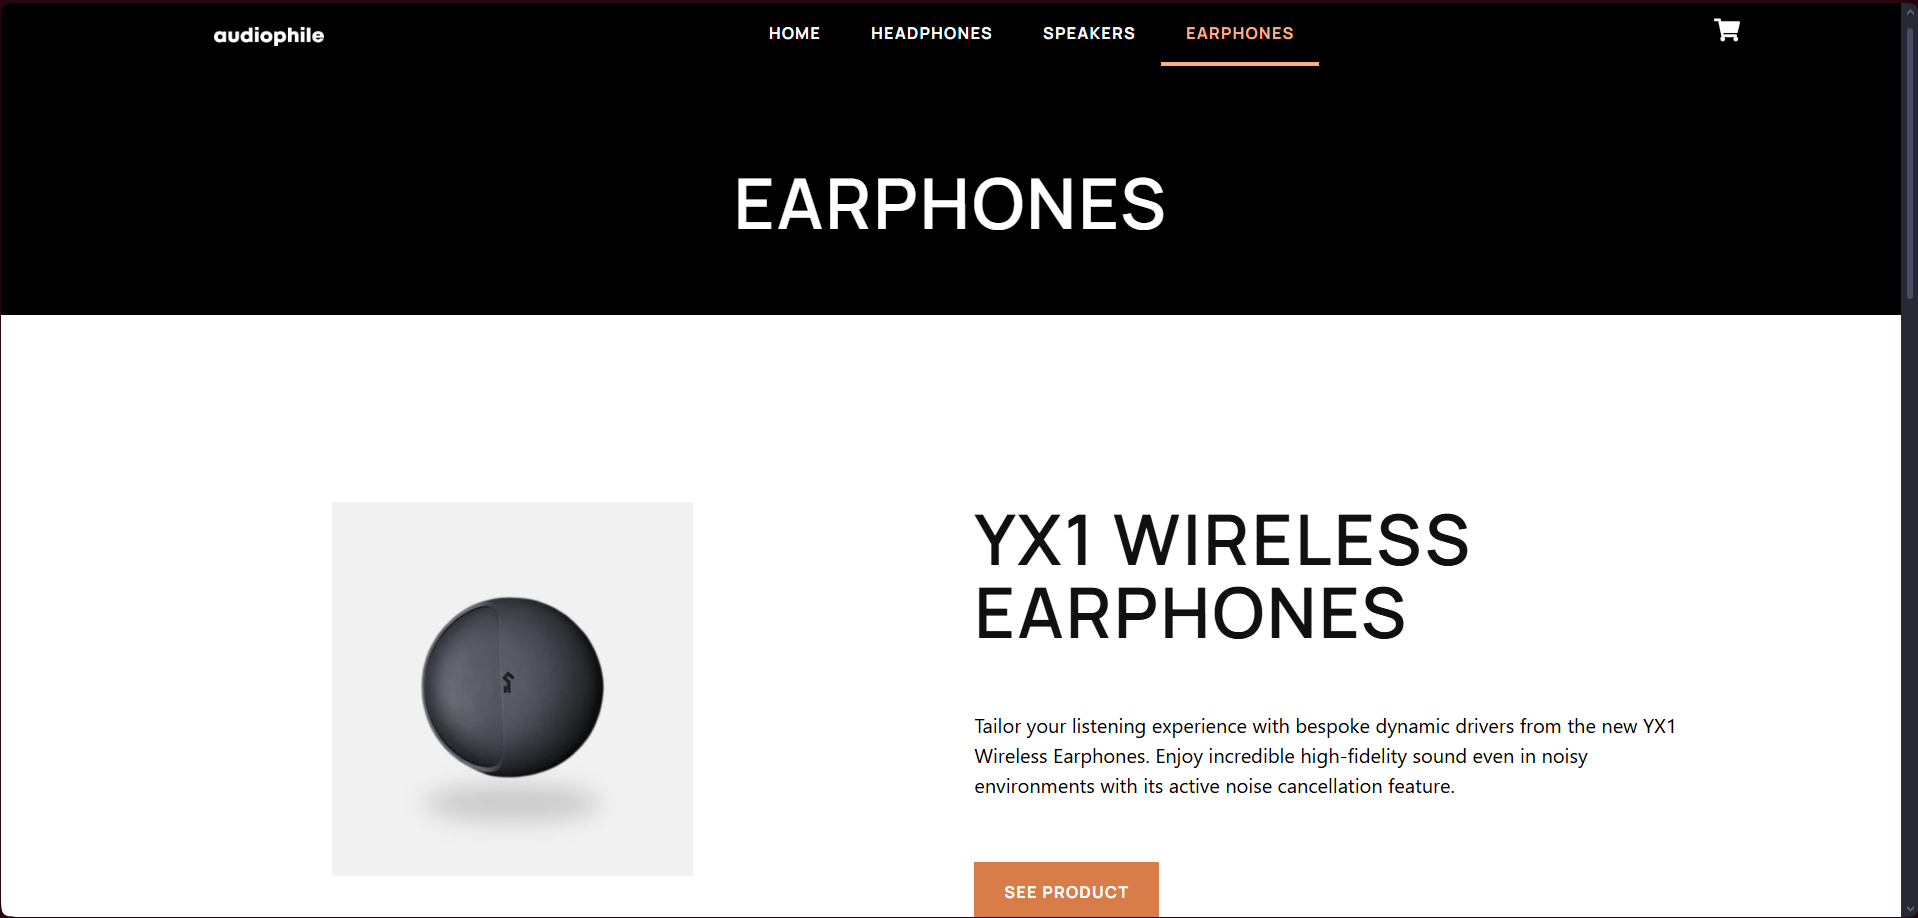 audiophile
HOME HEADPHONES SPEAKERS EARPHONES
EARPHONES
YX1 WIRELESS
EARPHONES
Tailor your listening experience with bespoke dynamic drivers from the new YX1
Wireless Earphones. Enjoy incredible high-fidelity sound even in noisy
environments with its active noise cancellation feature.
SEE PRODUCT